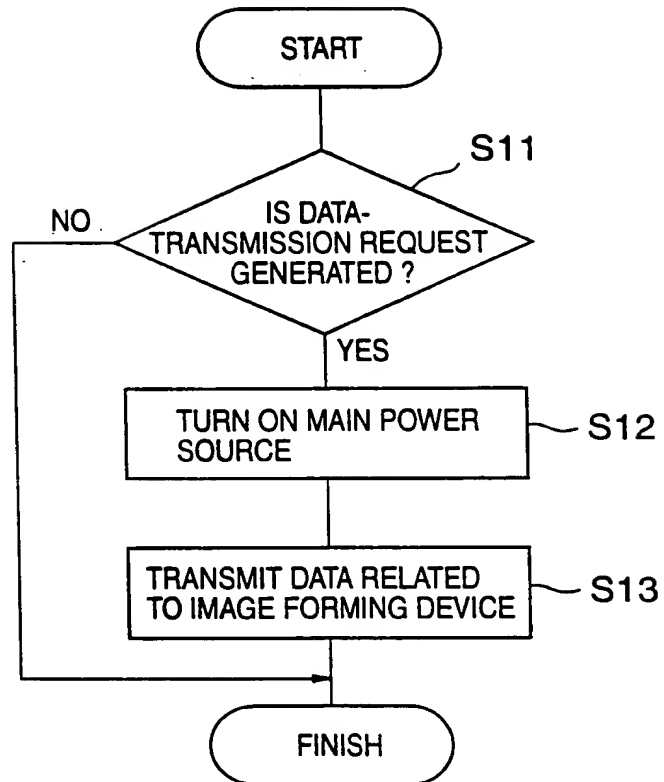 START
S11
NO
IS DATA-
TRANSMISSION REQUEST
GENERATED ?
YES
TURN ON MAIN POWER
SOURCE
S12
TRANSMIT DATA RELATED
TO IMAGE FORMING DEVICE
S13
FINISH